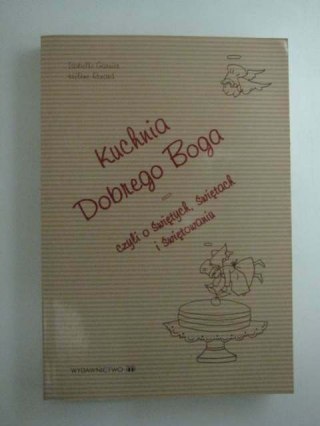 Kuchnia
Dobrego Boga
czyli o świętych, świętach
i świętowaniu
WYDAWNICTWO